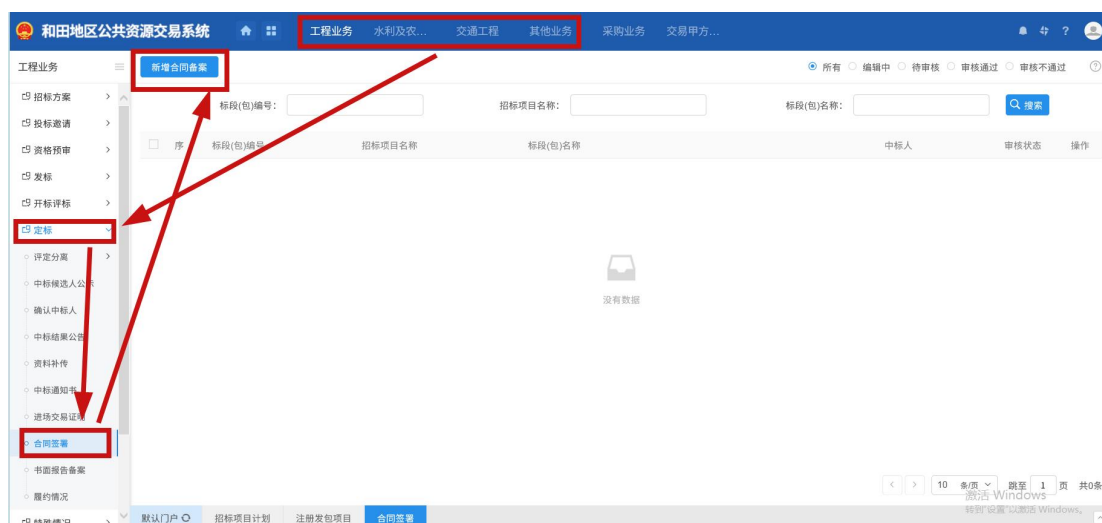 和田地区公共资源交易系统 工程业务 水利及农... 交通工程 其他业务 采购业务 交易甲方...
工程业务 新增合同备案 所有 编辑中 待审核 审核通过 审核不通过
招标方案
标段(包)编号： 招标项目名称： 标段(包)名称： 搜索
投标邀请
资格预审
序 标段(包)编号 招标项目名称 标段(包)名称 中标人 审核状态 操作
发标
开标评标
定标
评定分离
中标候选人公示
没有数据
确认中标人
中标结果公告
资料补传
中标通知书
进场交易证明
合同签署
书面报告备案
10 条/页 跳至 1 页 共0条
履约情况
激活 Windows
转到"设置"以激活 Windows。
特殊情况
默认门户 招标项目计划 注册发包项目 合同签署